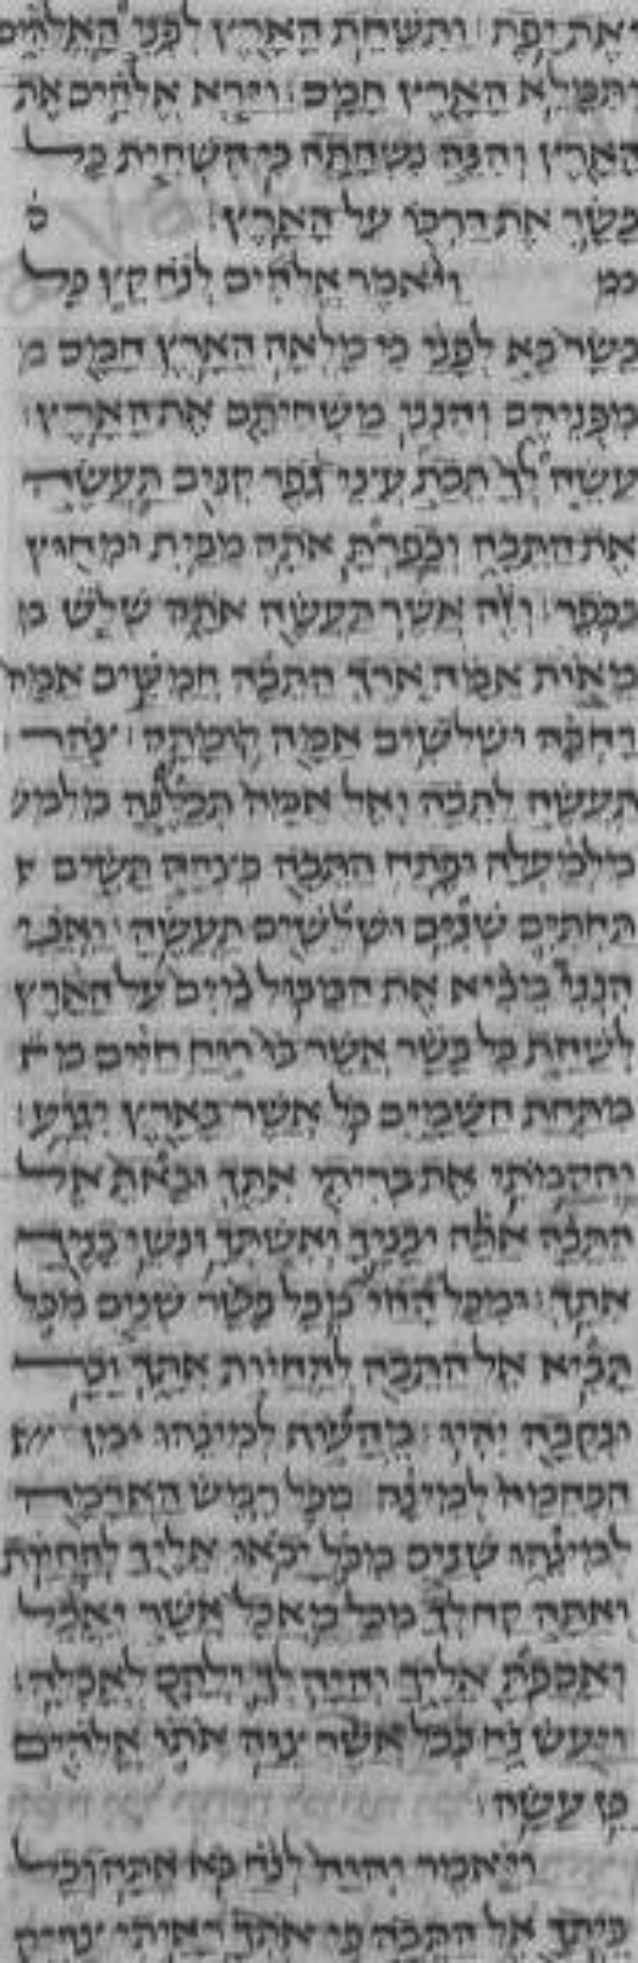 ואת יפת ותשחת הארץ לפני האלהים
ותמלא הארץ חמס וירא אלהים את
הארץ והנה נשחתה כי השחית כל
בשר את דרכו על הארץ ס
ויאמר אלהים לנח קץ כל
בשר בא לפני כי מלאה הארץ חמס מ
מפניהם והנני משחיתם את הארץ
עשה לך תבת עצי גפר קנים תעשה
את התבה וכפרת אתה מבית ומחוץ
בכפר וזה אשר תעשה אתה שלש מ
מאות אמה ארך התבה חמשים אמה
רחבה ושלשים אמה קומתה צהר
תעשה לתבה ואל אמה תכלנה מלמע
מלמעלה ופתח התבה בצדה תשים
תחתים שנים ושלשים תעשה ואני
הנני מביא את המבול מים על הארץ
לשחת כל בשר אשר בו רוח חיים מת
מתחת השמים כל אשר בארץ יגוע
והקמותי את בריתי אתך ובאת אל
התבה אתה ובניך ואשתך ונשי בניך
אתך ומכל החי מכל בשר שנים מכל
תביא אל התבה להחיות אתך זכר
ונקבה יהיו מהעוף למינהו ומן
הבהמה למינה מכל רמש האדמה
למינהו שנים מכל יבאו אליך להחיות
ואתה קח לך מכל מאכל אשר יאכל
ואספת אליך והיה לך ולהם לאכלה
ויעש נח ככל אשר צוה אתו אלהים
כן עשה
ויאמר יהוה לנח בא אתה וכל
ביתך אל התבה כי אתך ראיתי צדיק